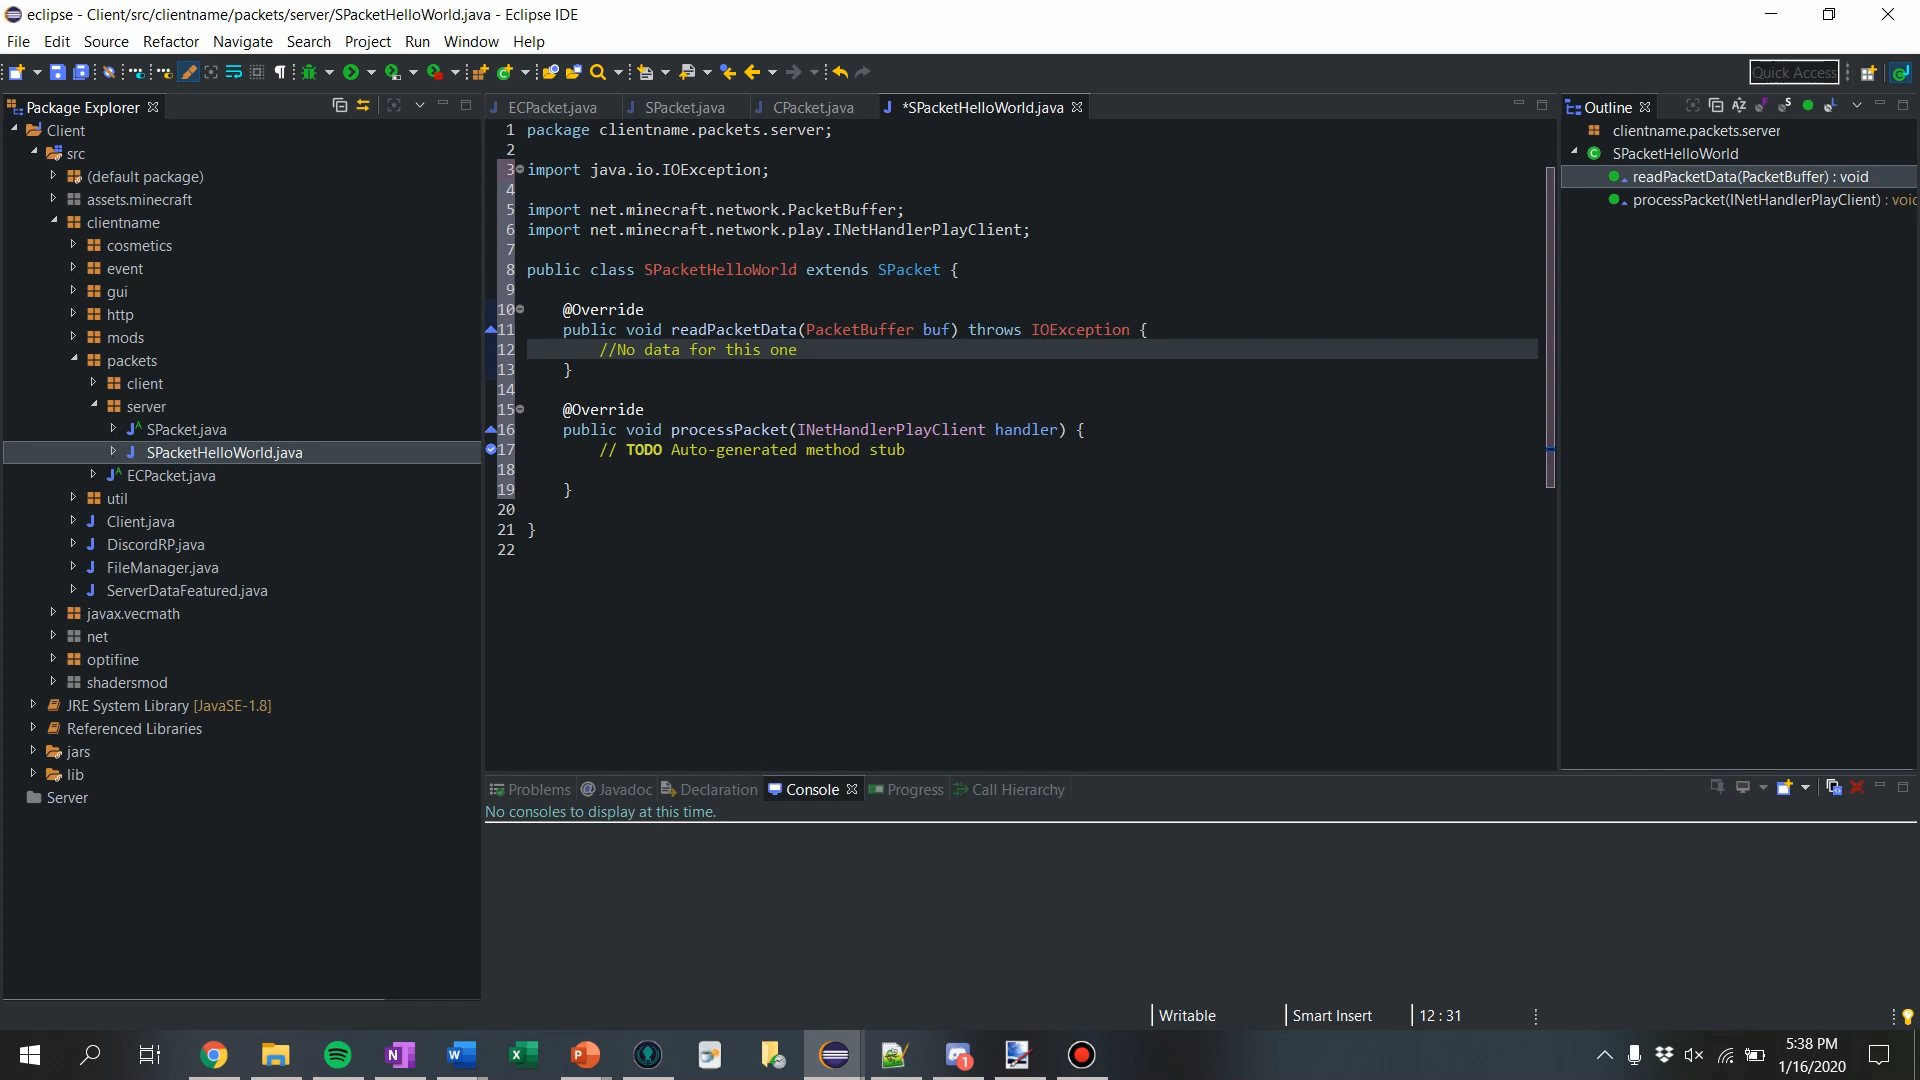 eclipse - Client/src/clientname/packets/server/SPacketHelloWorld.java - Eclipse IDE
File Edit Source Refactor Navigate Search Project Run Window Help
Quick Access
Package Explorer
Client
src
(default package)
assets.minecraft
clientname
cosmetics
event
gui
http
mods
packets
client
server
SPacket.java
SPacketHelloWorld.java
ECPacket.java
util
Client.java
DiscordRP.java
FileManager.java
ServerDataFeatured.java
javax.vecmath
net
optifine
shadersmod
JRE System Library [JavaSE-1.8]
Referenced Libraries
jars
lib
Server
ECPacket.java SPacket.java CPacket.java *SPacketHelloWorld.java
1 package clientname.packets.server;
2
3 import java.io.IOException;
4
5 import net.minecraft.network.PacketBuffer;
6 import net.minecraft.network.play.INetHandlerPlayClient;
7
8 public class SPacketHelloWorld extends SPacket {
9
10 @Override
11 public void readPacketData(PacketBuffer buf) throws IOException {
12 //No data for this one
13 }
14
15 @Override
16 public void processPacket(INetHandlerPlayClient handler) {
17 // TODO Auto-generated method stub
18
19 }
20
21 }
22
Outline
clientname.packets.server
SPacketHelloWorld
readPacketData(PacketBuffer) : void
processPacket(INetHandlerPlayClient) : void
Problems @ Javadoc Declaration Console Progress Call Hierarchy
No consoles to display at this time.
Writable Smart Insert 12 : 31
5:38 PM
1/16/2020